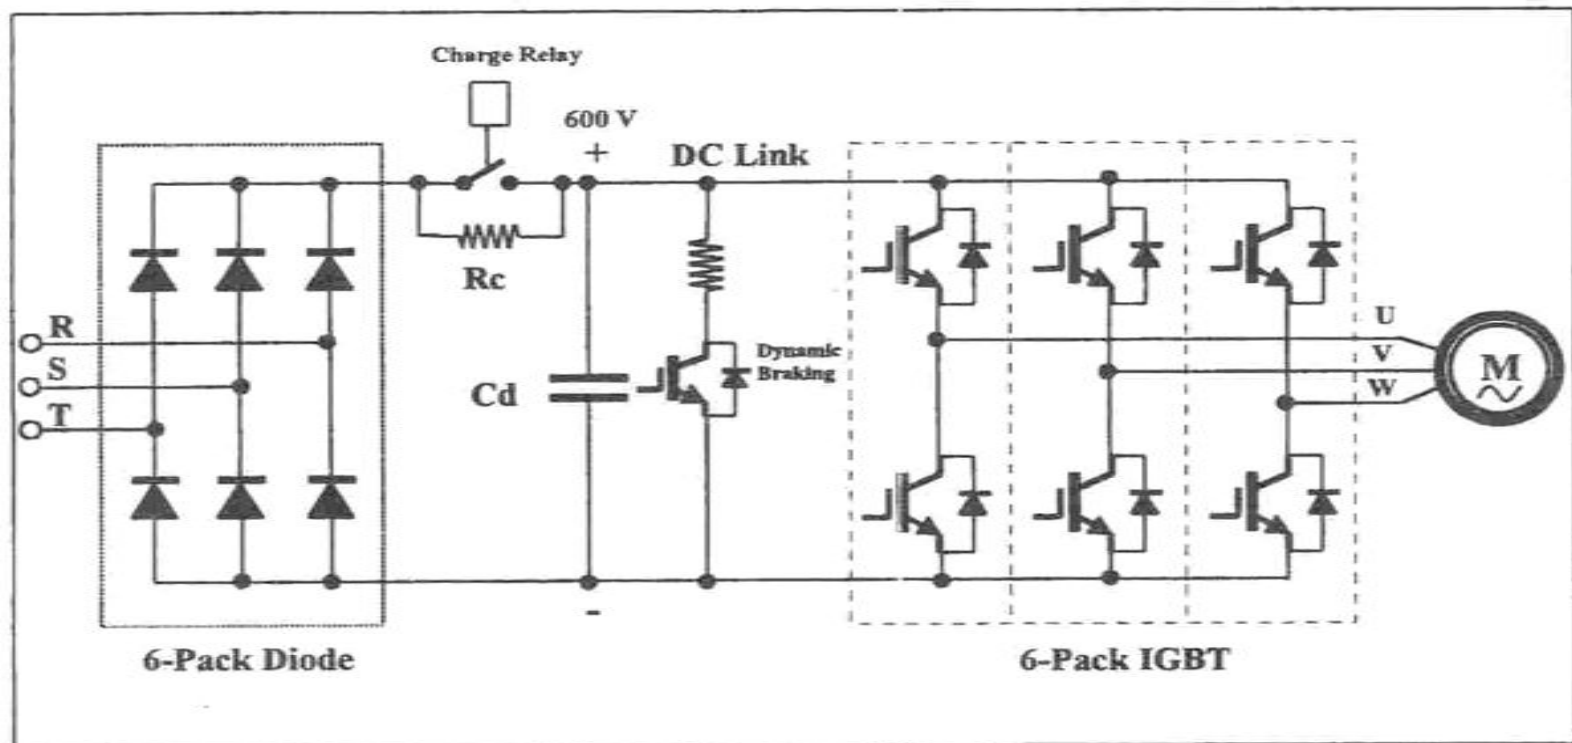 Charge Relay
600 V
+
DC Link
Rc
R
S
T
Cd
Dynamic
Braking
U
V
W
M
-
6-Pack Diode
6-Pack IGBT